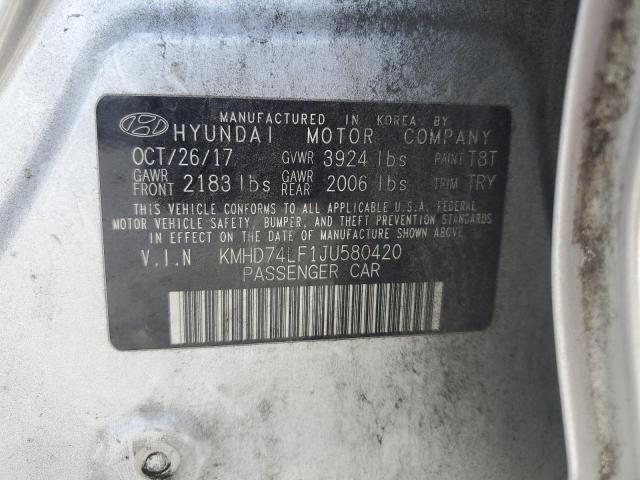 MANUFACTURED IN KOREA BY
HYUNDAI MOTOR COMPANY
OCT/26/17 GVWR 3924 lbs PAINT T8T
GAWR FRONT 2183 lbs GAWR REAR 2006 lbs TRIM TRY
THIS VEHICLE CONFORMS TO ALL APPLICABLE U.S.A. FEDERAL
MOTOR VEHICLE SAFETY, BUMPER, AND THEFT PREVENTION STANDARDS
IN EFFECT ON THE DATE OF MANUFACTURE SHOWN ABOVE.
V.I.N KMHD74LF1JU580420
PASSENGER CAR